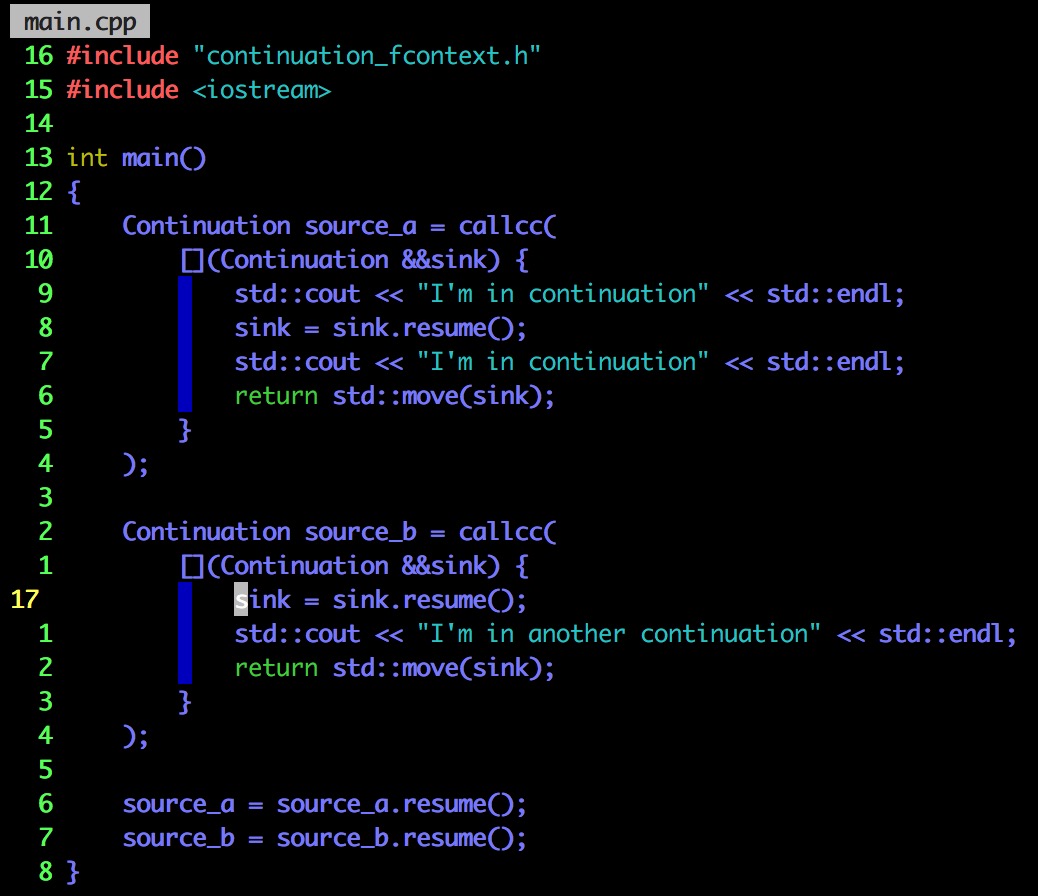 main.cpp
16 #include "continuation_fcontext.h"
15 #include <iostream>
14
13 int main()
12 {
11     Continuation source_a = callcc(
10         [](Continuation &&sink) {
 9             std::cout << "I'm in continuation" << std::endl;
 8             sink = sink.resume();
 7             std::cout << "I'm in continuation" << std::endl;
 6             return std::move(sink);
 5         }
 4     );
 3
 2     Continuation source_b = callcc(
 1         [](Continuation &&sink) {
17             sink = sink.resume();
 1             std::cout << "I'm in another continuation" << std::endl;
 2             return std::move(sink);
 3         }
 4     );
 5
 6     source_a = source_a.resume();
 7     source_b = source_b.resume();
 8 }